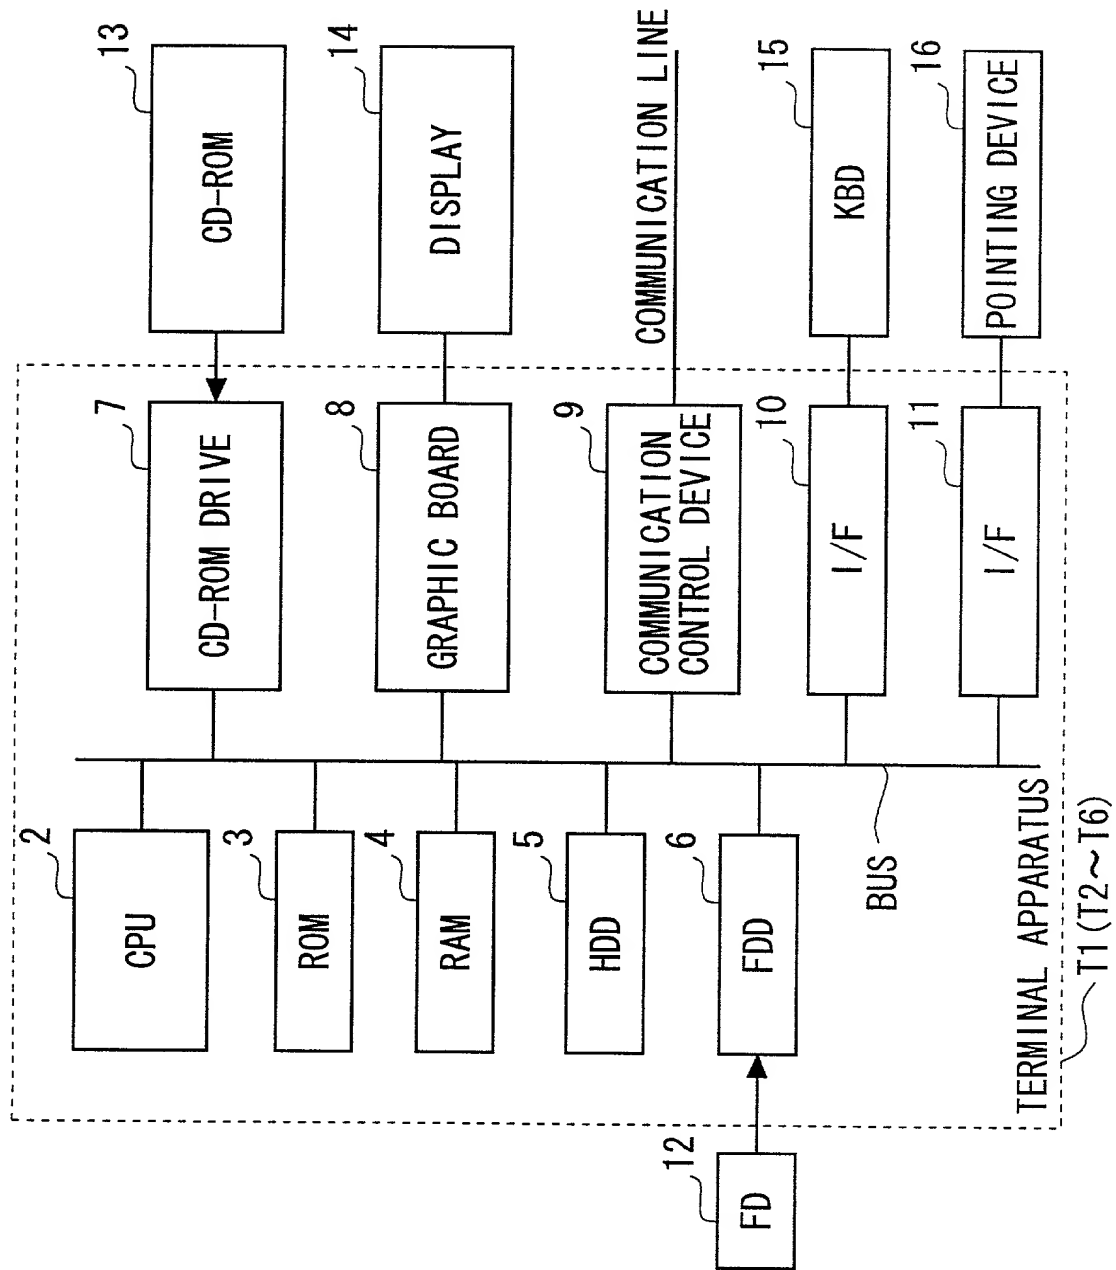 13
CD-ROM
14
DISPLAY
COMMUNICATION LINE
15
KBD
16
POINTING DEVICE
7
CD-ROM DRIVE
8
GRAPHIC BOARD
9
COMMUNICATION
CONTROL DEVICE
10
I/F
11
I/F
2
CPU
3
ROM
4
RAM
5
HDD
6
FDD
BUS
12
FD
TERMINAL APPARATUS
T1(T2~T6)